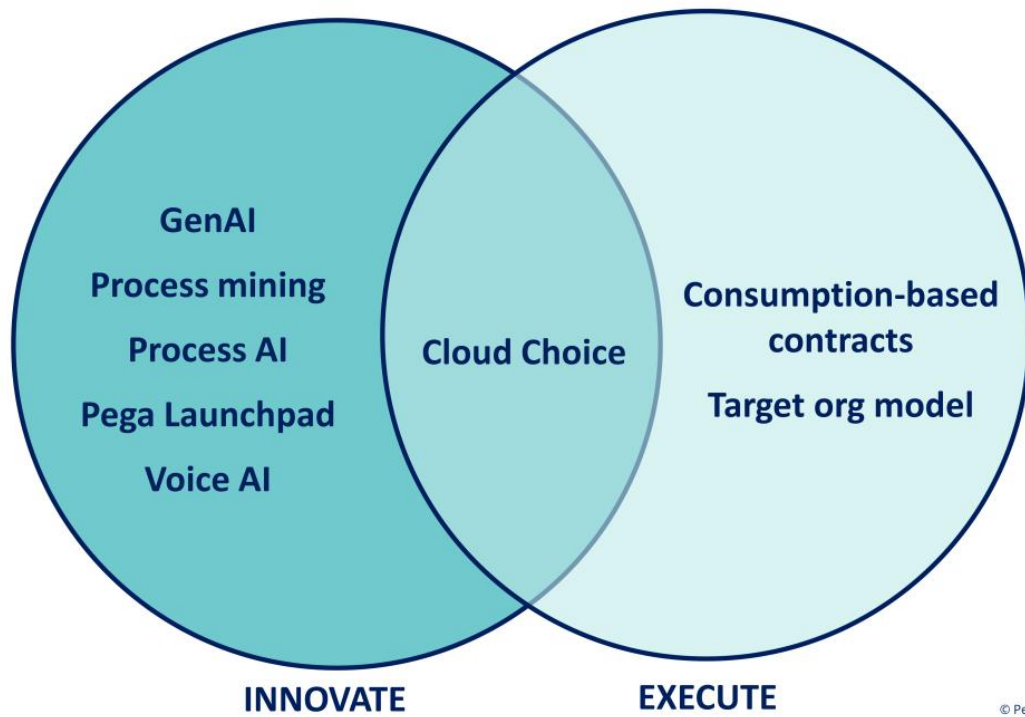 GenAI
Process mining
Process AI
Pega Launchpad
Voice AI
Cloud Choice
Consumption-based
contracts
Target org model
INNOVATE
EXECUTE
©